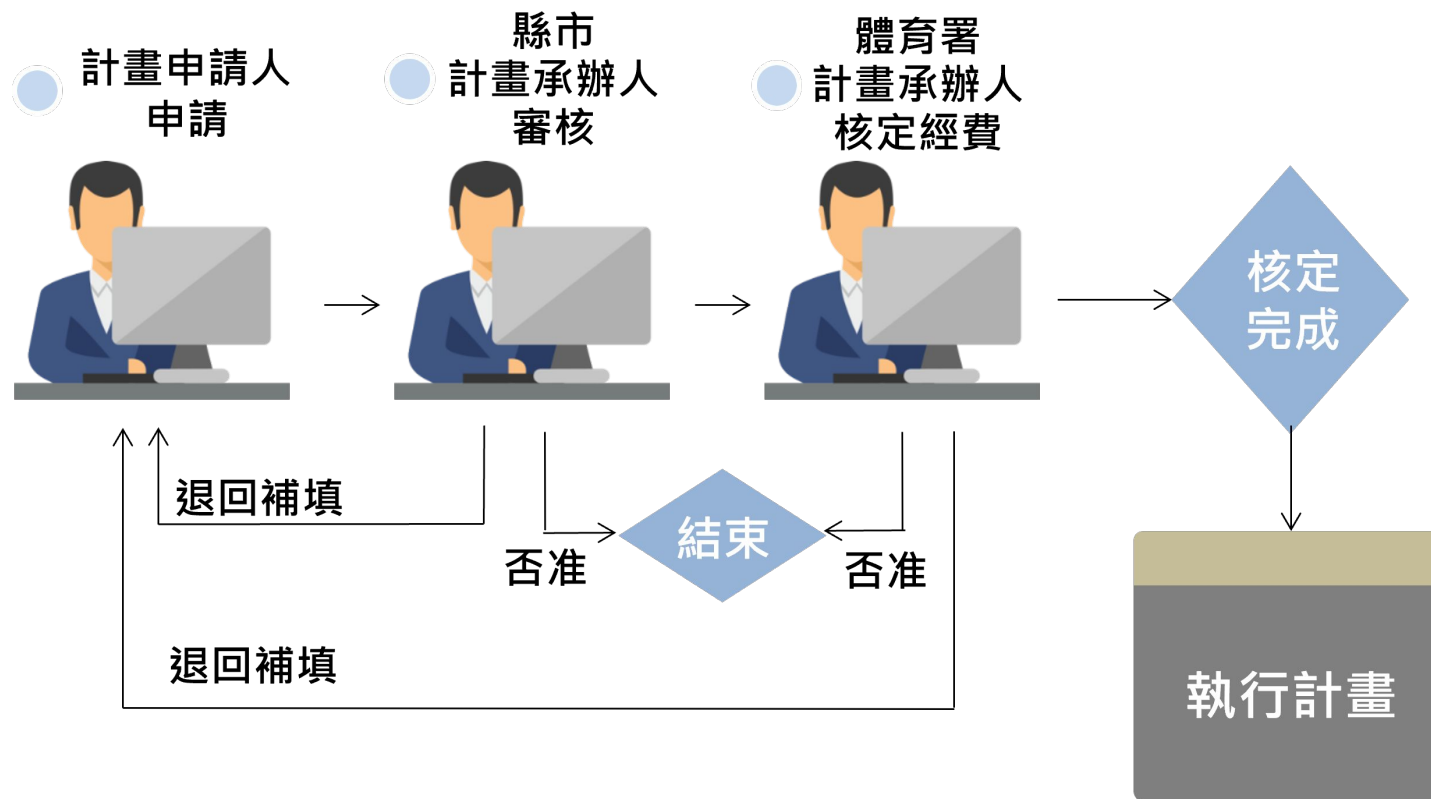 計畫申請人
申請
縣市
計畫承辦人
審核
體育署
計畫承辦人
核定經費
核定
完成
退回補填
否准
結束
否准
退回補填
執行計畫